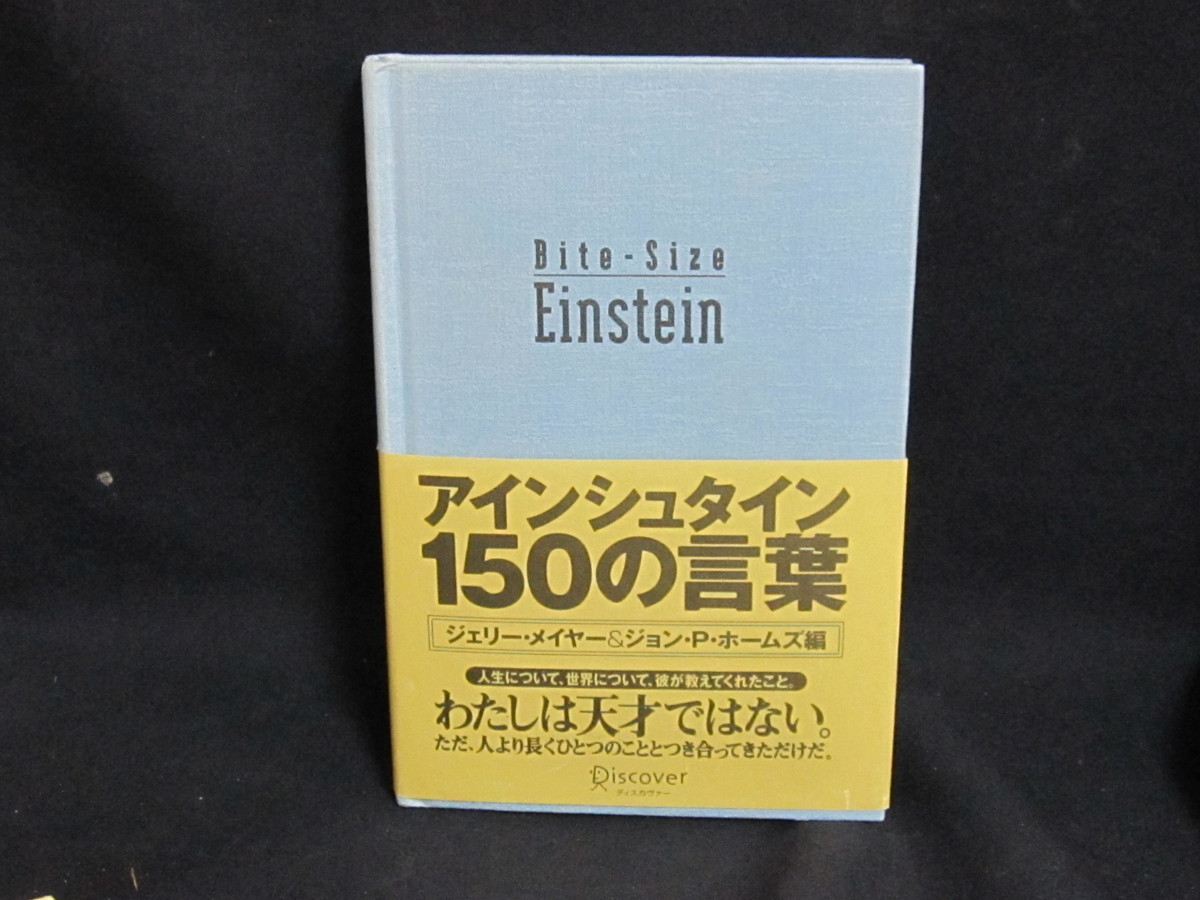 Bite-Size
Einstein
アインシュタイン
150の言葉
ジェリー・メイヤー&ジョン・P・ホームズ編
人生について、世界について、彼が教えてくれたこと。
わたしは天才ではない。
ただ、人より長くひとつのこととつき合ってきただけだ。
Discover
ディスカヴァー
1